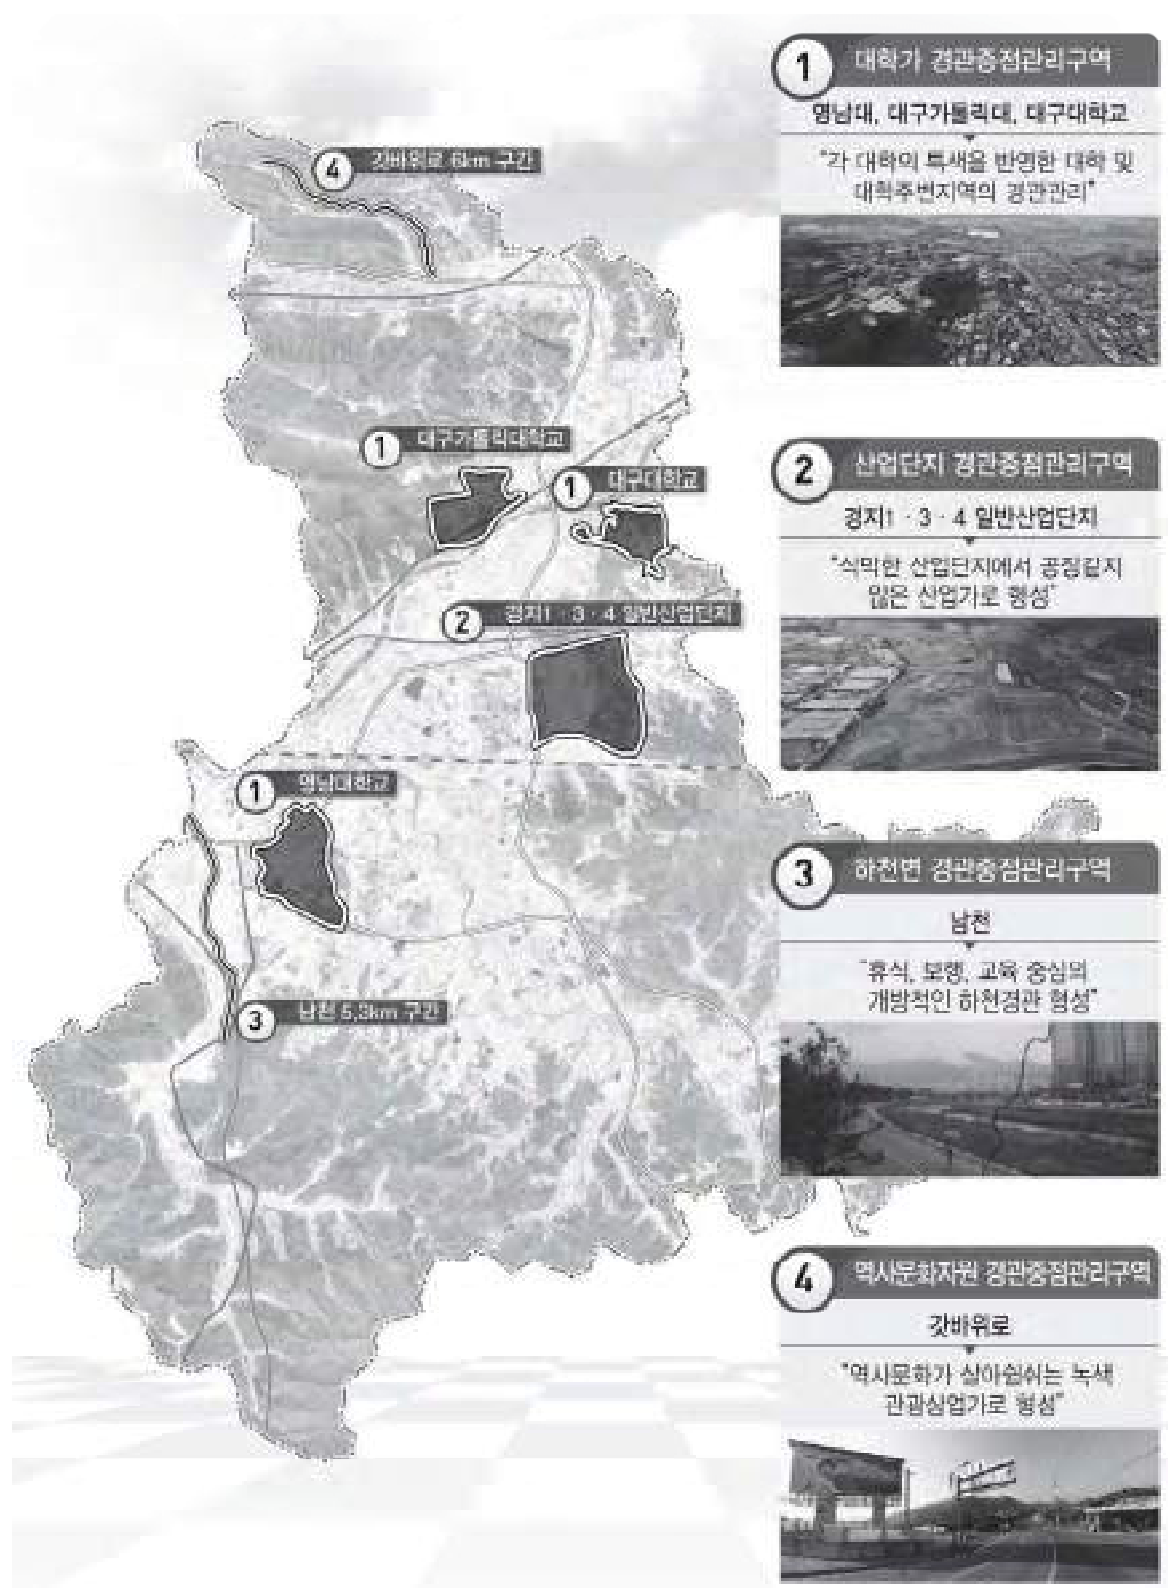 1 대학가 경관중점관리구역
영남대, 대구가톨릭대, 대구대학교
"각 대학의 특색을 반영한 대학 및
대학주변지역의 경관관리"
4 갓바위로 6km 구간
1 대구가톨릭대학교
1 대구대학교
2 경지1 · 3 · 4 일반산업단지
2 산업단지 경관중점관리구역
경지1 · 3 · 4 일반산업단지
"삭막한 산업단지에서 공장같지
않은 산업가로 형성"
1 영남대학교
3 남천 5.3km 구간
3 하천변 경관중점관리구역
남천
"휴식, 보행, 교육 중심의
개방적인 하천경관 형성"
4 역사문화자원 경관중점관리구역
갓바위로
"역사문화가 살아쉼쉬는 녹색
관광상업가로 형성"